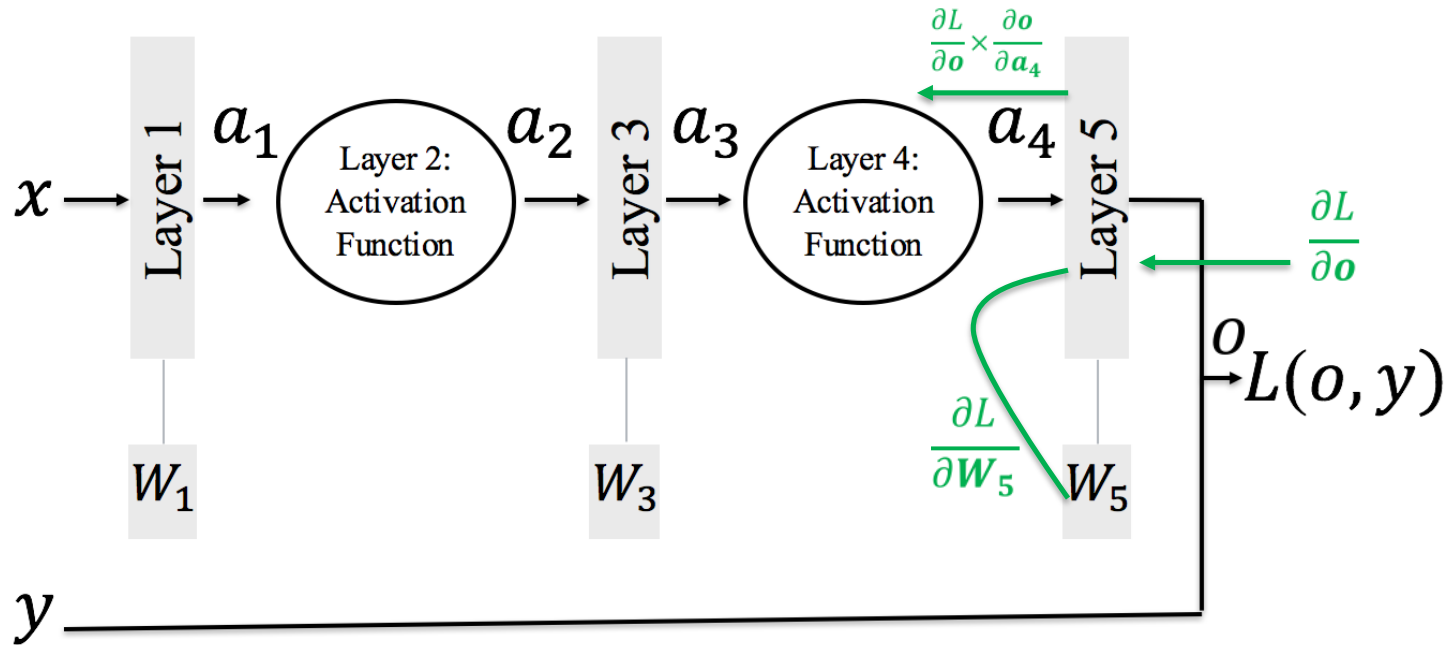 ∂L/∂o × ∂o/∂a₄
x
Layer 1
a₁
Layer 2:
Activation
Function
a₂
Layer 3
a₃
Layer 4:
Activation
Function
a₄
Layer 5
∂L/∂o
o
L(o, y)
∂L/∂W₅
W₁
W₃
W₅
y